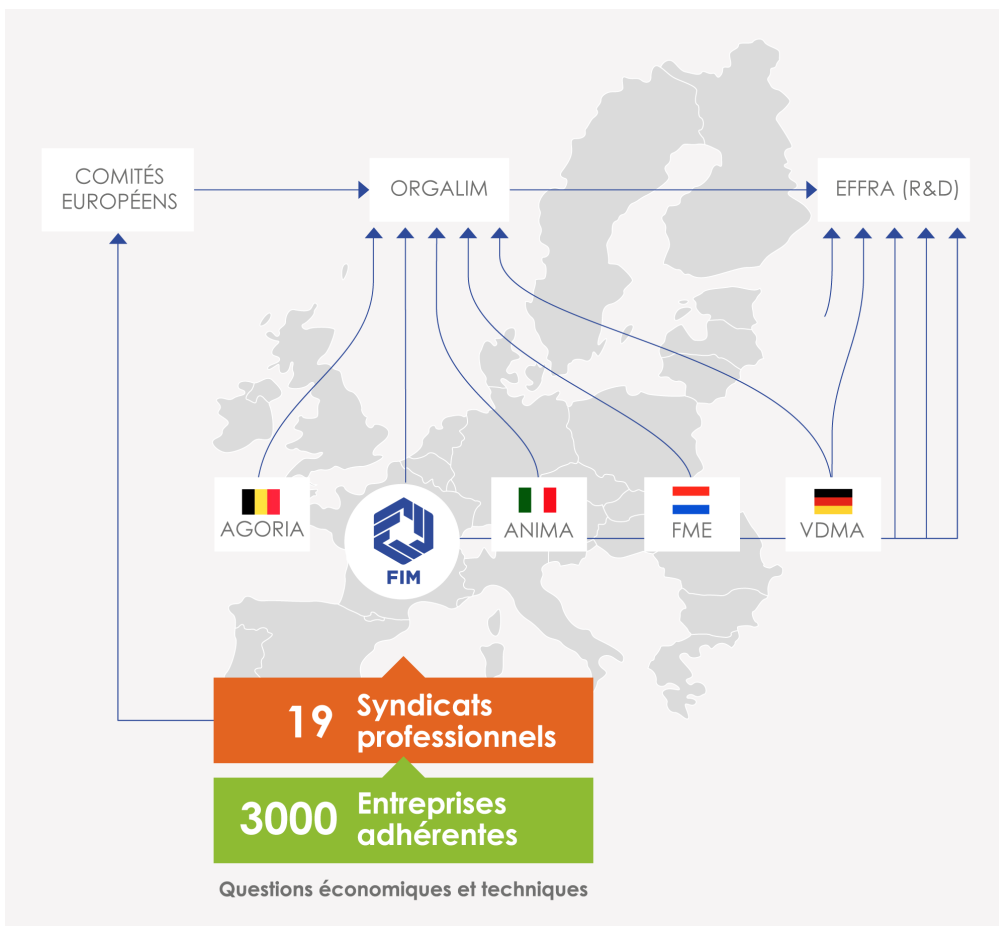 COMITÉS
EUROPÉENS
ORGALIM
EFFRA (R&D)
AGORIA
FIM
ANIMA
FME
VDMA
19 Syndicats
professionnels
3000 Entreprises
adhérentes
Questions économiques et techniques